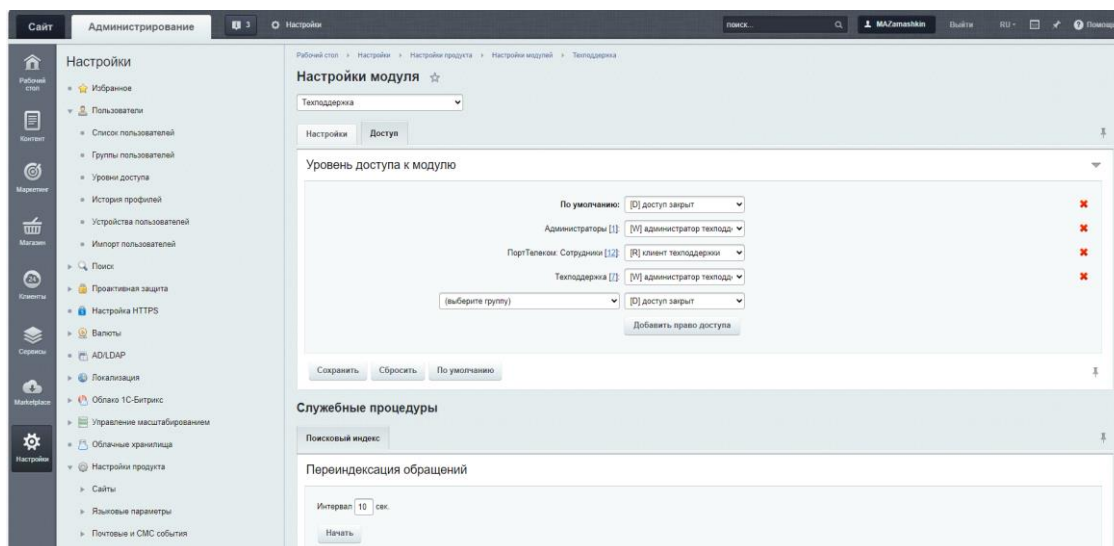 Сайт
Администрирование
3
Настройки
поиск...
MAZamashkin
Выйти
RU
Помощь
Рабочий стол
Контент
Маркетинг
Магазин
24
Клиенты
Сервисы
Marketplace
Настройки
Настройки
Избранное
Пользователи
Список пользователей
Группы пользователей
Уровни доступа
История профилей
Устройства пользователей
Импорт пользователей
Поиск
Проактивная защита
Настройка HTTPS
Валюты
AD/LDAP
Локализация
Облако 1С-Битрикс
Управление масштабированием
Облачные хранилища
Настройки продукта
Сайты
Языковые параметры
Почтовые и СМС события
Рабочий стол Настройки Настройки продукта Настройки модулей Техподдержка
Настройки модуля
Техподдержка
Настройки Доступ
Уровень доступа к модулю
По умолчанию: [D] доступ закрыт
Администраторы [1]: [W] администратор техподд
ПортТелеком: Сотрудники [12]: [R] клиент техподдержки
Техподдержка [7]: [W] администратор техподд
(выберите группу) [D] доступ закрыт
Добавить право доступа
Сохранить Сбросить По умолчанию
Служебные процедуры
Поисковый индекс
Переиндексация обращений
Интервал 10 сек.
Начать